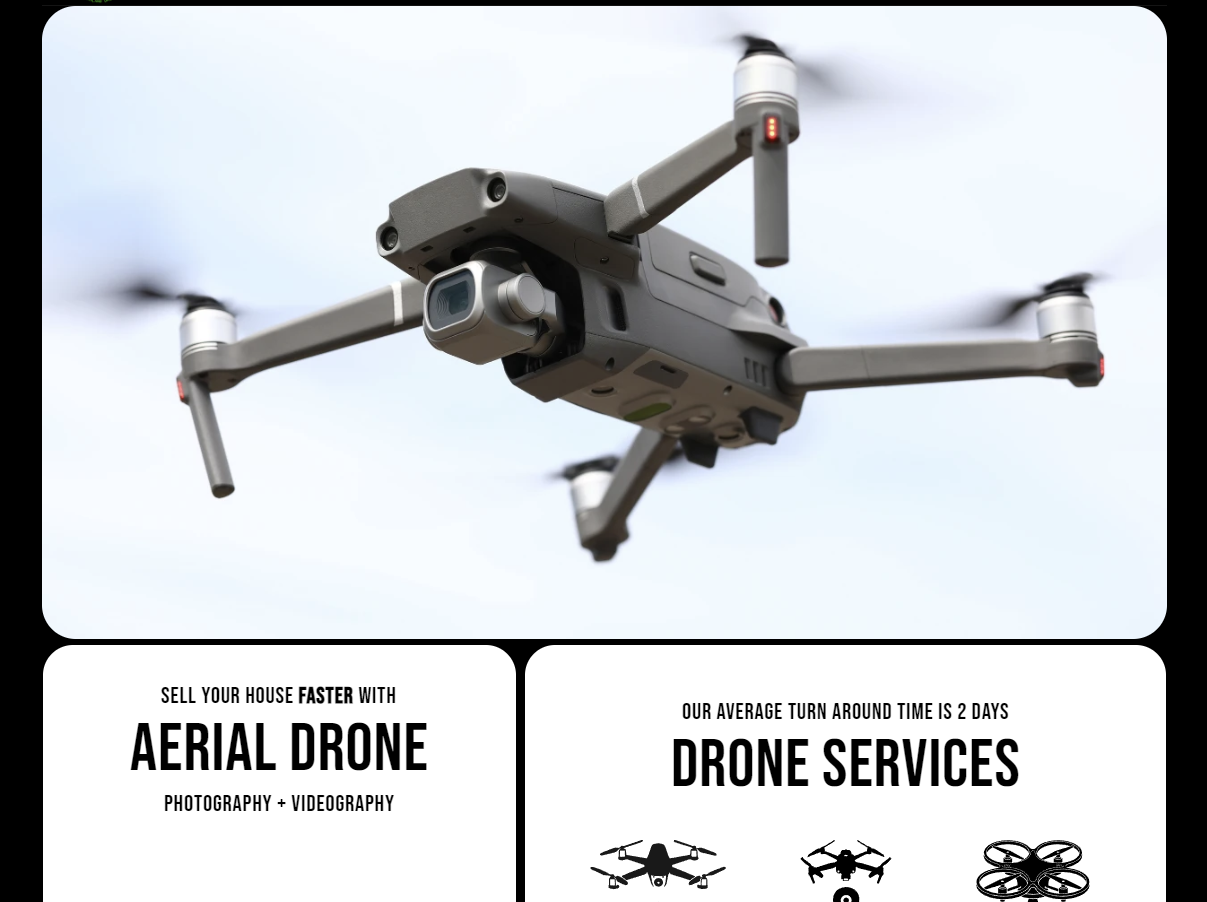 SELL YOUR HOUSE FASTER WITH
AERIAL DRONE
PHOTOGRAPHY + VIDEOGRAPHY
OUR AVERAGE TURN AROUND TIME IS 2 DAYS
DRONE SERVICES